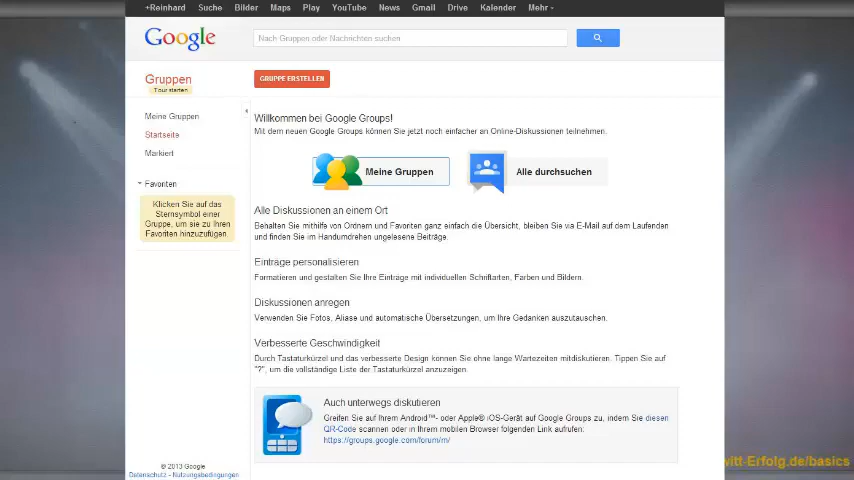 +Reinhard Suche Bilder Maps Play YouTube News Gmail Drive Kalender Mehr
Google
Nach Gruppen oder Nachrichten suchen
Gruppen
Tour starten
GRUPPE ERSTELLEN
Meine Gruppen
Startseite
Markiert
Favoriten
Klicken Sie auf das
Sternsymbol einer
Gruppe, um sie zu Ihren
Favoriten hinzuzufügen.
Willkommen bei Google Groups!
Mit dem neuen Google Groups können Sie jetzt noch einfacher an Online-Diskussionen teilnehmen.
Meine Gruppen
Alle durchsuchen
Alle Diskussionen an einem Ort
Behalten Sie mithilfe von Ordnern und Favoriten ganz einfach die Übersicht, bleiben Sie via E-Mail auf dem Laufenden
und finden Sie im Handumdrehen ungelesene Beiträge.
Einträge personalisieren
Formatieren und gestalten Sie Ihre Einträge mit individuellen Schriftarten, Farben und Bildern.
Diskussionen anregen
Verwenden Sie Fotos, Aliase und automatische Übersetzungen, um Ihre Gedanken auszutauschen.
Verbesserte Geschwindigkeit
Durch Tastaturkürzel und das verbesserte Design können Sie ohne lange Wartezeiten mitdiskutieren. Tippen Sie auf
"?", um die vollständige Liste der Tastaturkürzel anzuzeigen.
Auch unterwegs diskutieren
Greifen Sie auf Ihrem Android™- oder Apple® iOS-Gerät auf Google Groups zu, indem Sie diesen
QR-Code scannen oder in Ihrem mobilen Browser folgenden Link aufrufen:
https://groups.google.com/forum/m/
© 2013 Google
Datenschutz - Nutzungsbedingungen
witt-Erfolg.de/basics